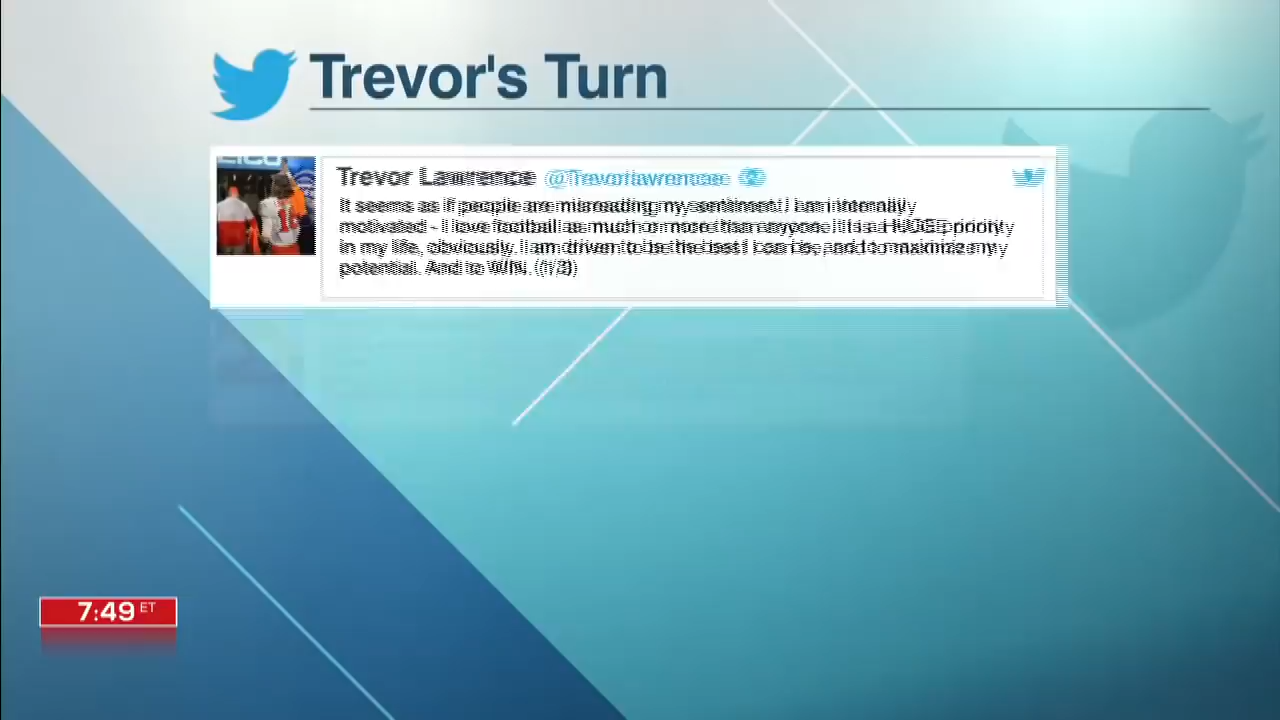 Trevor's Turn
Trevor Lawrence @Trevorlawrencee
It seems as if people are misreading my sentiment. I am internally
motivated - I love football as much or more than anyone. It is a HUGE priority
in my life, obviously. I am driven to be the best I can be, and to maximize my
potential. And to WIN. (1/3)
7:49 ET